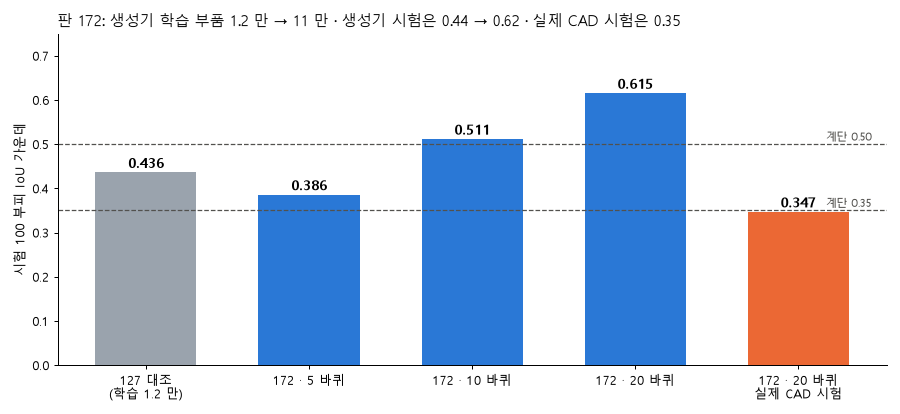 판 172: 생성기 학습 부품 1.2 만 → 11 만 · 생성기 시험은 0.44 → 0.62 · 실제 CAD 시험은 0.35
시험 100 부피 IoU 가운데
0.7
0.6
0.5
0.4
0.3
0.2
0.1
0.0
0.436
0.386
0.511
0.615
0.347
계단 0.50
계단 0.35
127 대조
(학습 1.2 만)
172 · 5 바퀴
172 · 10 바퀴
172 · 20 바퀴
172 · 20 바퀴
실제 CAD 시험